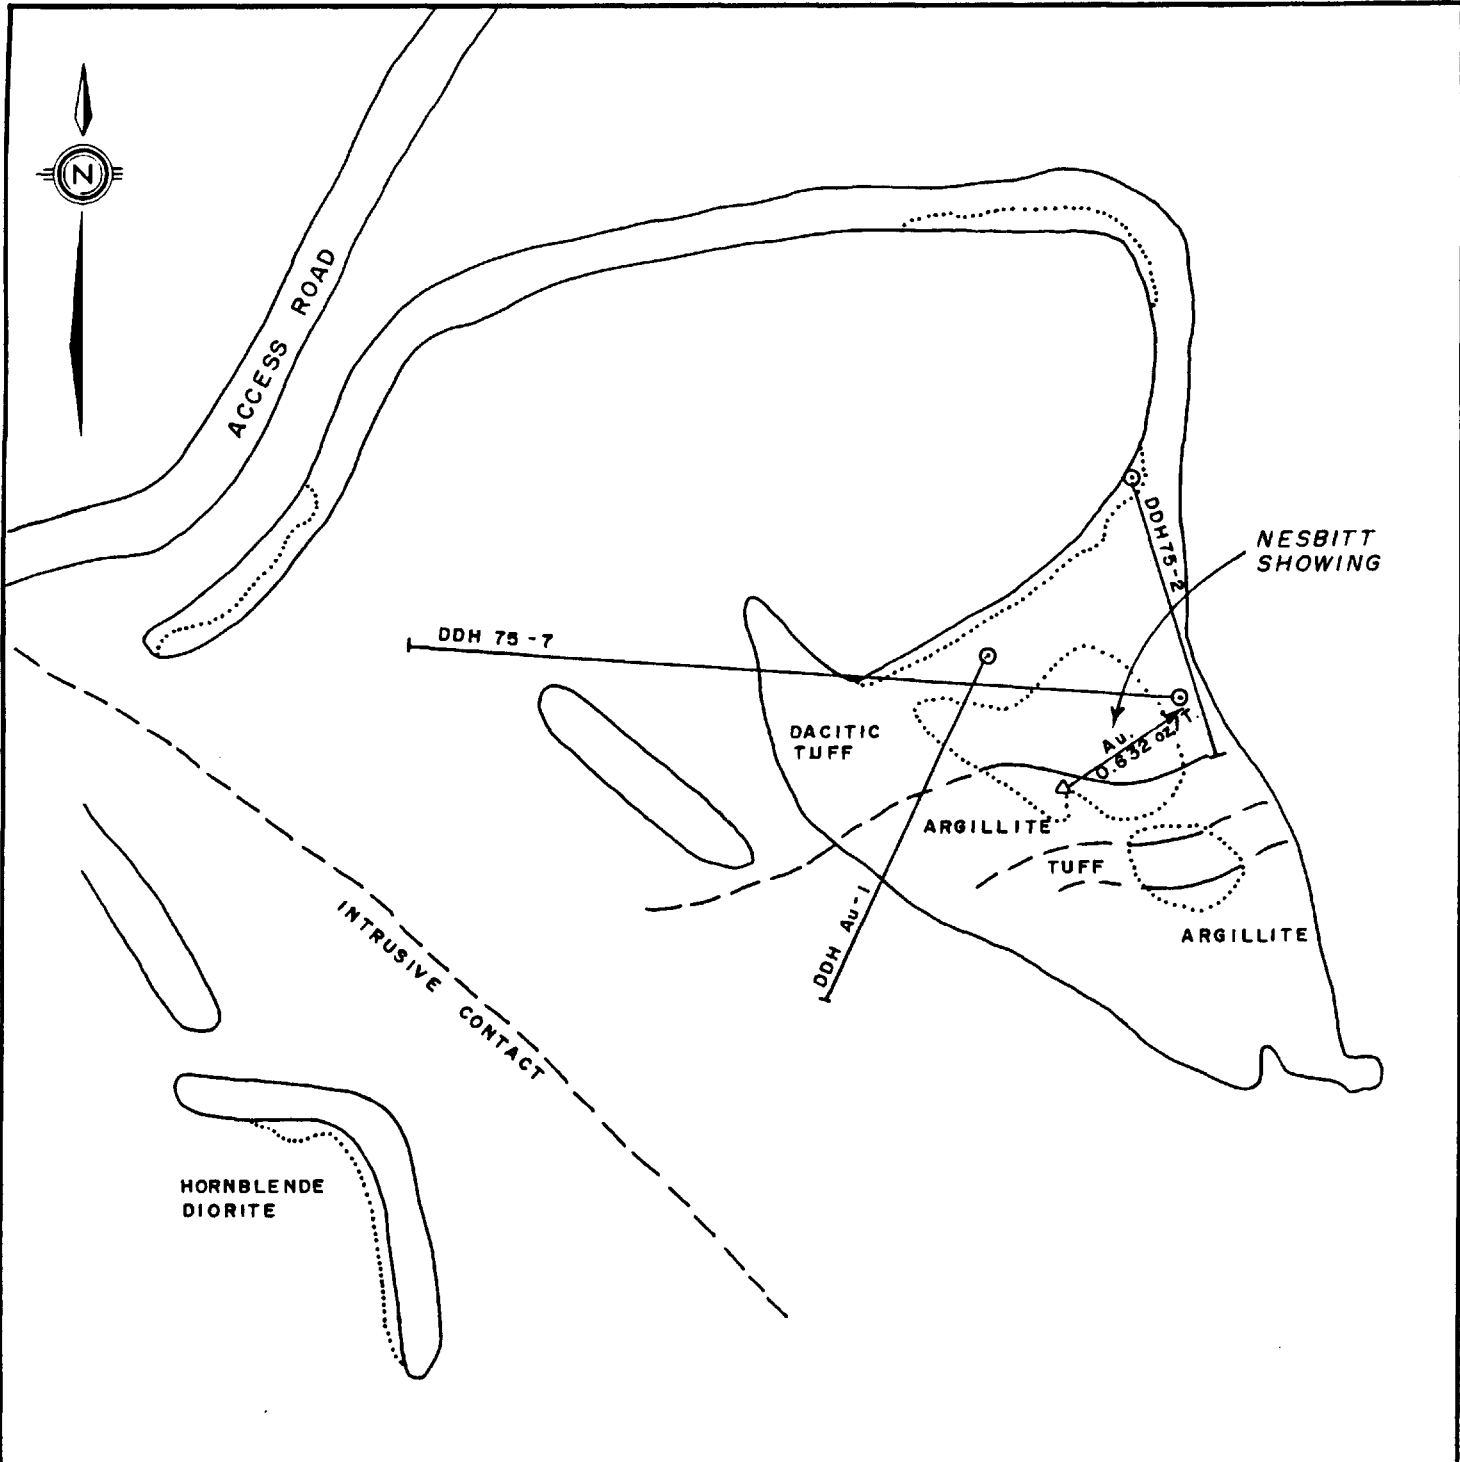 N
ACCESS ROAD
DDH 75-2
NESBITT
SHOWING
DDH 75-7
DACITIC
TUFF
Au.
0.632 oz/T.
ARGILLITE
TUFF
DDH Au-1
ARGILLITE
INTRUSIVE CONTACT
HORNBLENDE
DIORITE